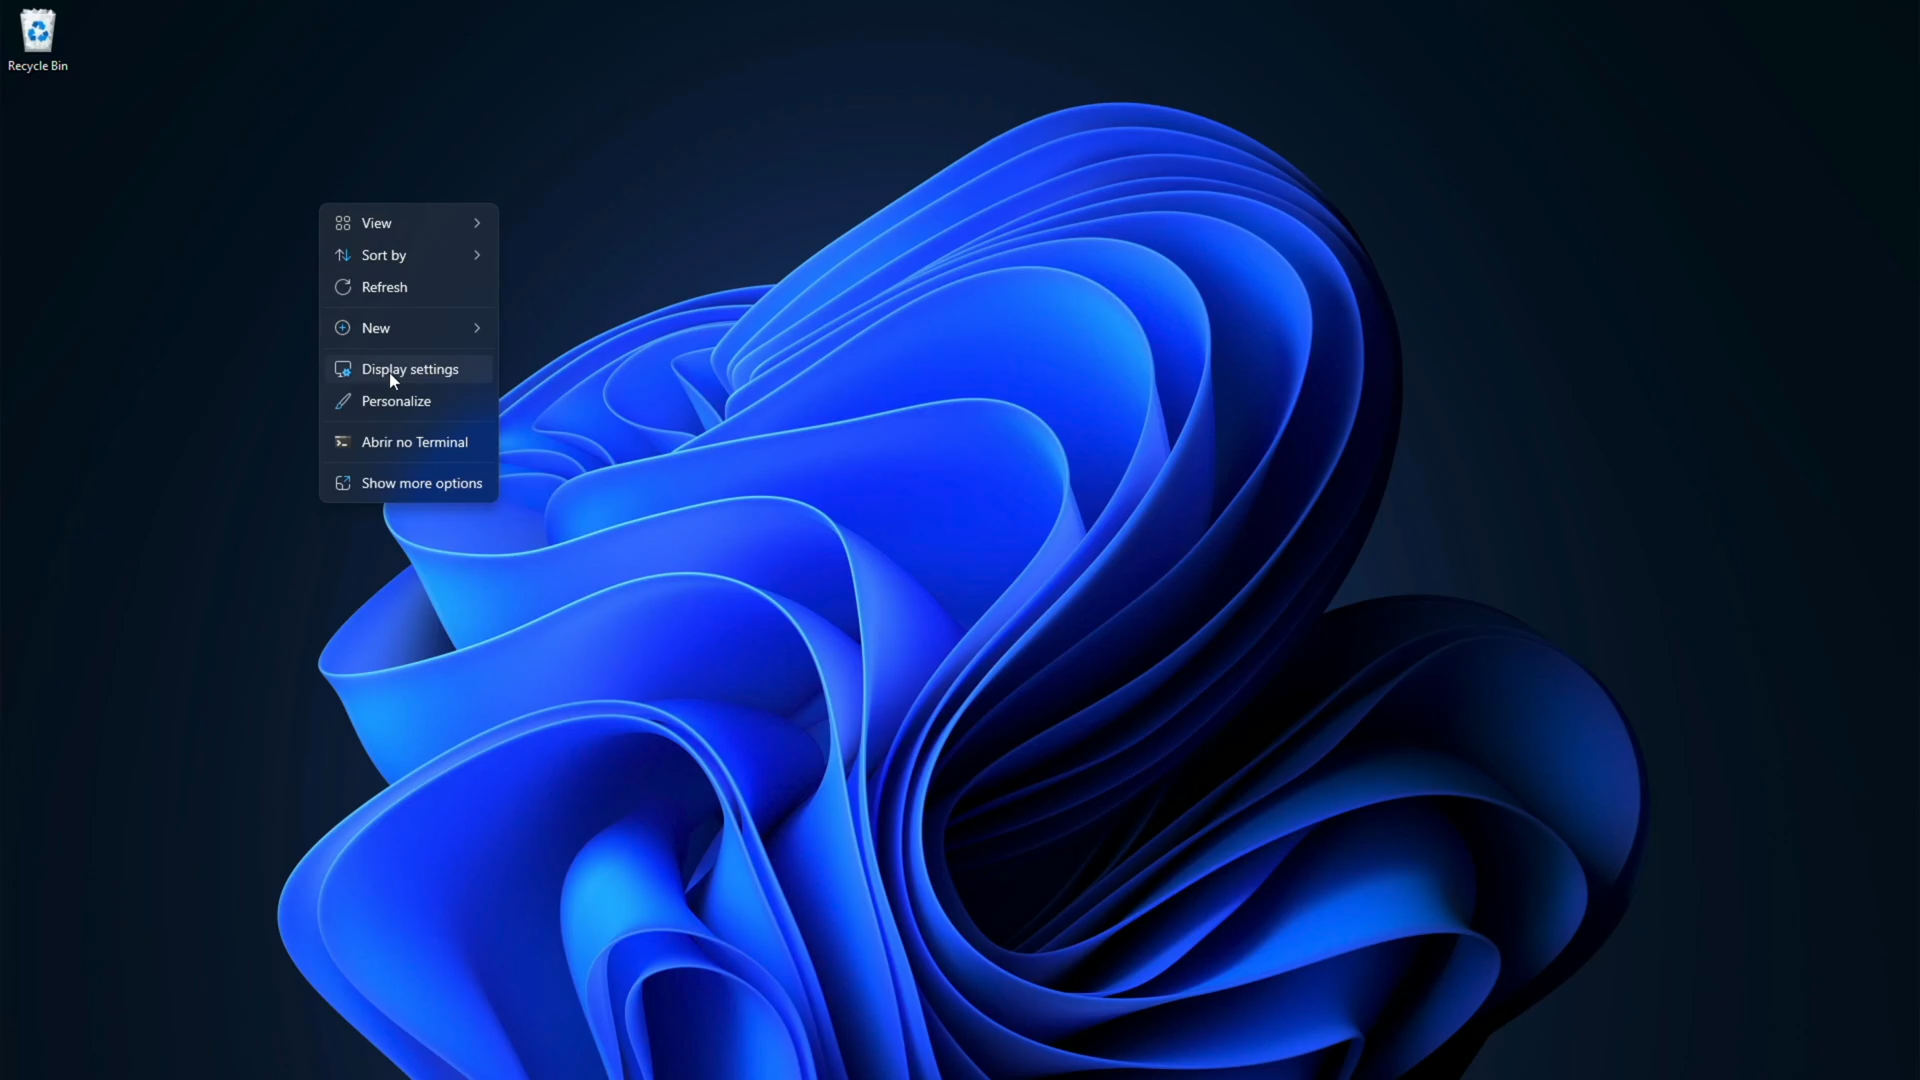 Recycle Bin
View
Sort by
Refresh
New
Display settings
Personalize
Abrir no Terminal
Show more options